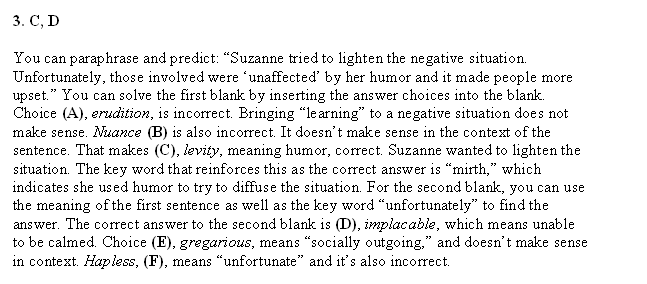 3. C, D
You can paraphrase and predict: “Suzanne tried to lighten the negative situation.
Unfortunately, those involved were ‘unaffected’ by her humor and it made people more
upset.” You can solve the first blank by inserting the answer choices into the blank.
Choice (A), erudition, is incorrect. Bringing “learning” to a negative situation does not
make sense. Nuance (B) is also incorrect. It doesn’t make sense in the context of the
sentence. That makes (C), levity, meaning humor, correct. Suzanne wanted to lighten the
situation. The key word that reinforces this as the correct answer is “mirth,” which
indicates she used humor to try to diffuse the situation. For the second blank, you can use
the meaning of the first sentence as well as the key word “unfortunately” to find the
answer. The correct answer to the second blank is (D), implacable, which means unable
to be calmed. Choice (E), gregarious, means “socially outgoing,” and doesn’t make sense
in context. Hapless, (F), means “unfortunate” and it’s also incorrect.